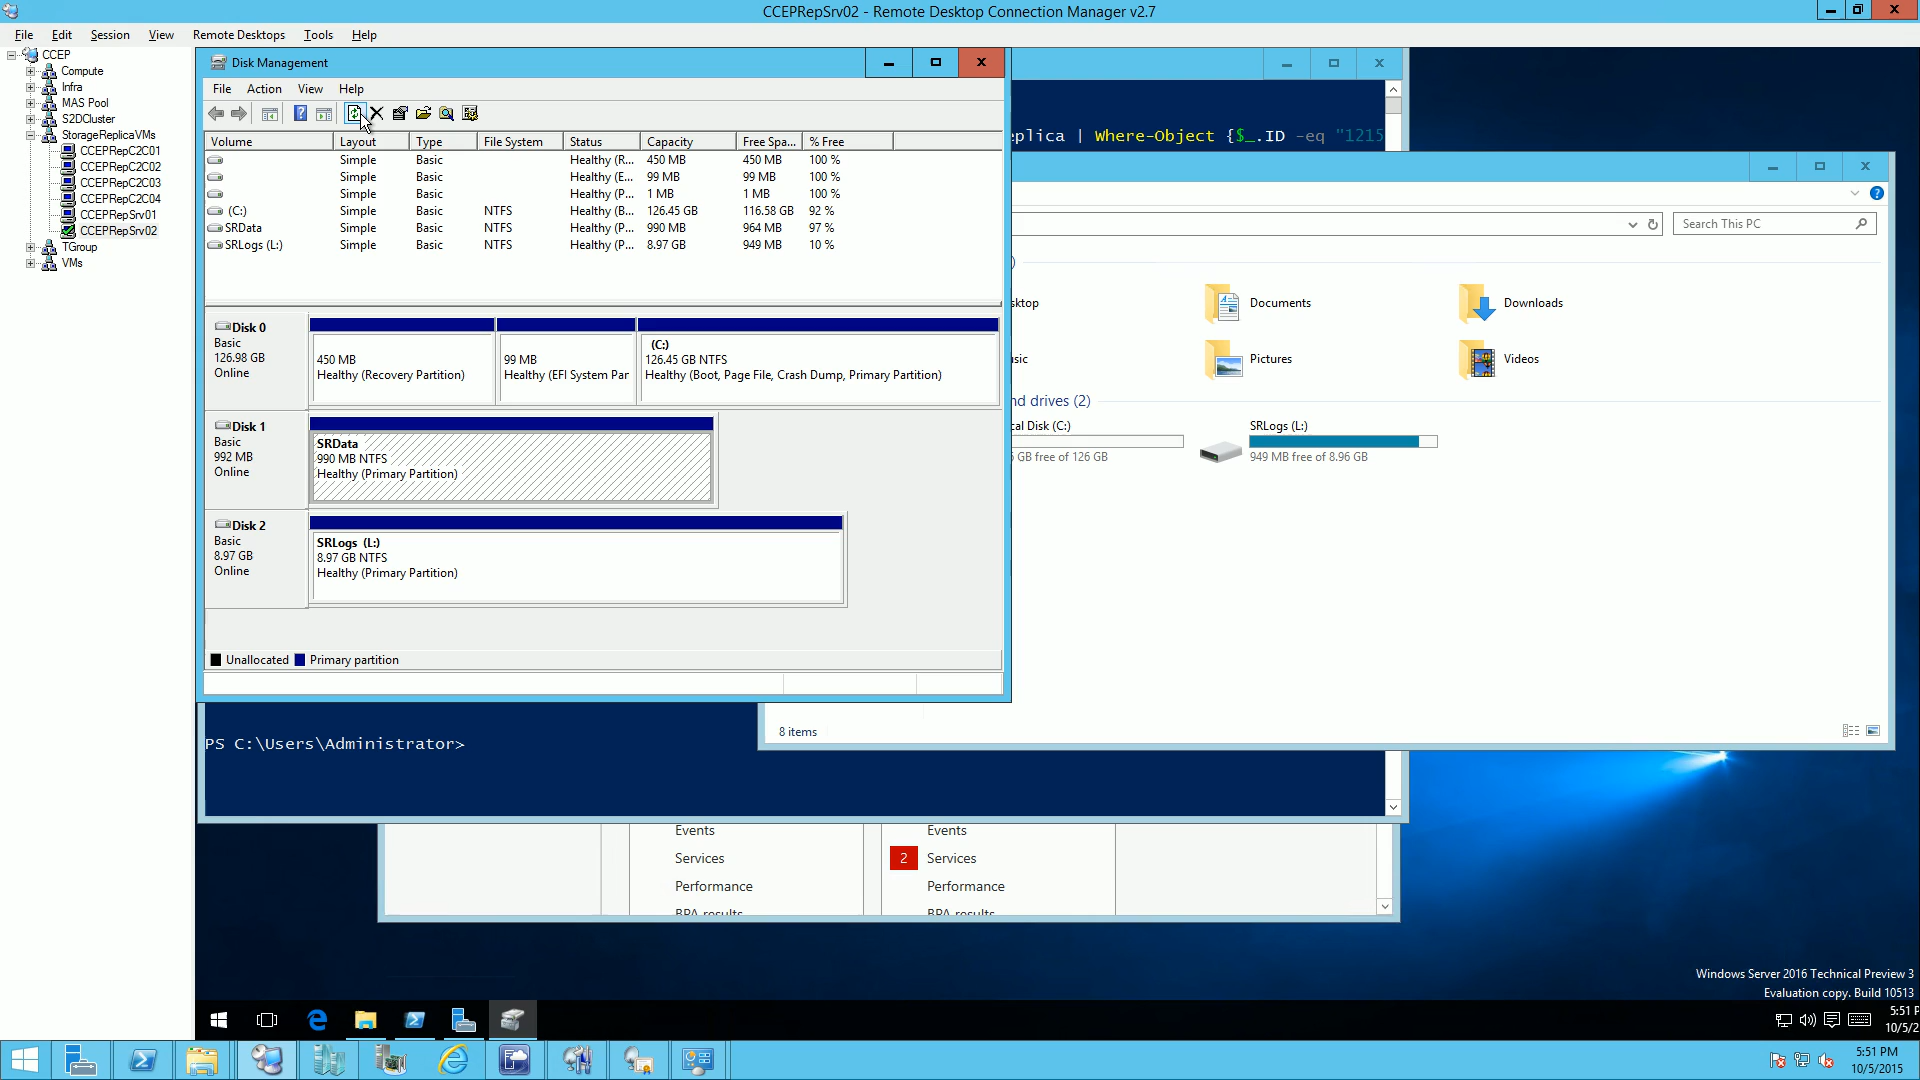 CCEPRepSrv02 - Remote Desktop Connection Manager v2.7
File Edit Session View Remote Desktops Tools Help
CCEP
Compute
Infra
MAS Pool
S2DCluster
StorageReplicaVMs
CCEPRepC2C01
CCEPRepC2C02
CCEPRepC2C03
CCEPRepC2C04
CCEPRepSrv01
CCEPRepSrv02
TGroup
VMs
Disk Management
File Action View Help
Volume Layout Type File System Status Capacity Free Spa... % Free
Simple Basic Healthy (R... 450 MB 450 MB 100 %
Simple Basic Healthy (E... 99 MB 99 MB 100 %
Simple Basic Healthy (P... 1 MB 1 MB 100 %
(C:) Simple Basic NTFS Healthy (B... 126.45 GB 116.58 GB 92 %
SRData Simple Basic NTFS Healthy (P... 990 MB 964 MB 97 %
SRLogs (L:) Simple Basic NTFS Healthy (P... 8.97 GB 949 MB 10 %
Disk 0
Basic
126.98 GB
Online
450 MB
Healthy (Recovery Partition)
99 MB
Healthy (EFI System Par
(C:)
126.45 GB NTFS
Healthy (Boot, Page File, Crash Dump, Primary Partition)
Disk 1
Basic
992 MB
Online
SRData
990 MB NTFS
Healthy (Primary Partition)
Disk 2
Basic
8.97 GB
Online
SRLogs (L:)
8.97 GB NTFS
Healthy (Primary Partition)
Unallocated Primary partition
eplica | Where-Object {$_.ID -eq "1215
Search This PC
)
sktop
Documents
Downloads
sic
Pictures
Videos
nd drives (2)
cal Disk (C:)
GB free of 126 GB
SRLogs (L:)
949 MB free of 8.96 GB
8 items
PS C:\Users\Administrator>
Events
Services
Performance
BPA results
Events
2 Services
Performance
BPA results
Windows Server 2016 Technical Preview 3
Evaluation copy. Build 10513
5:51 P
10/5/2
5:51 PM
10/5/2015